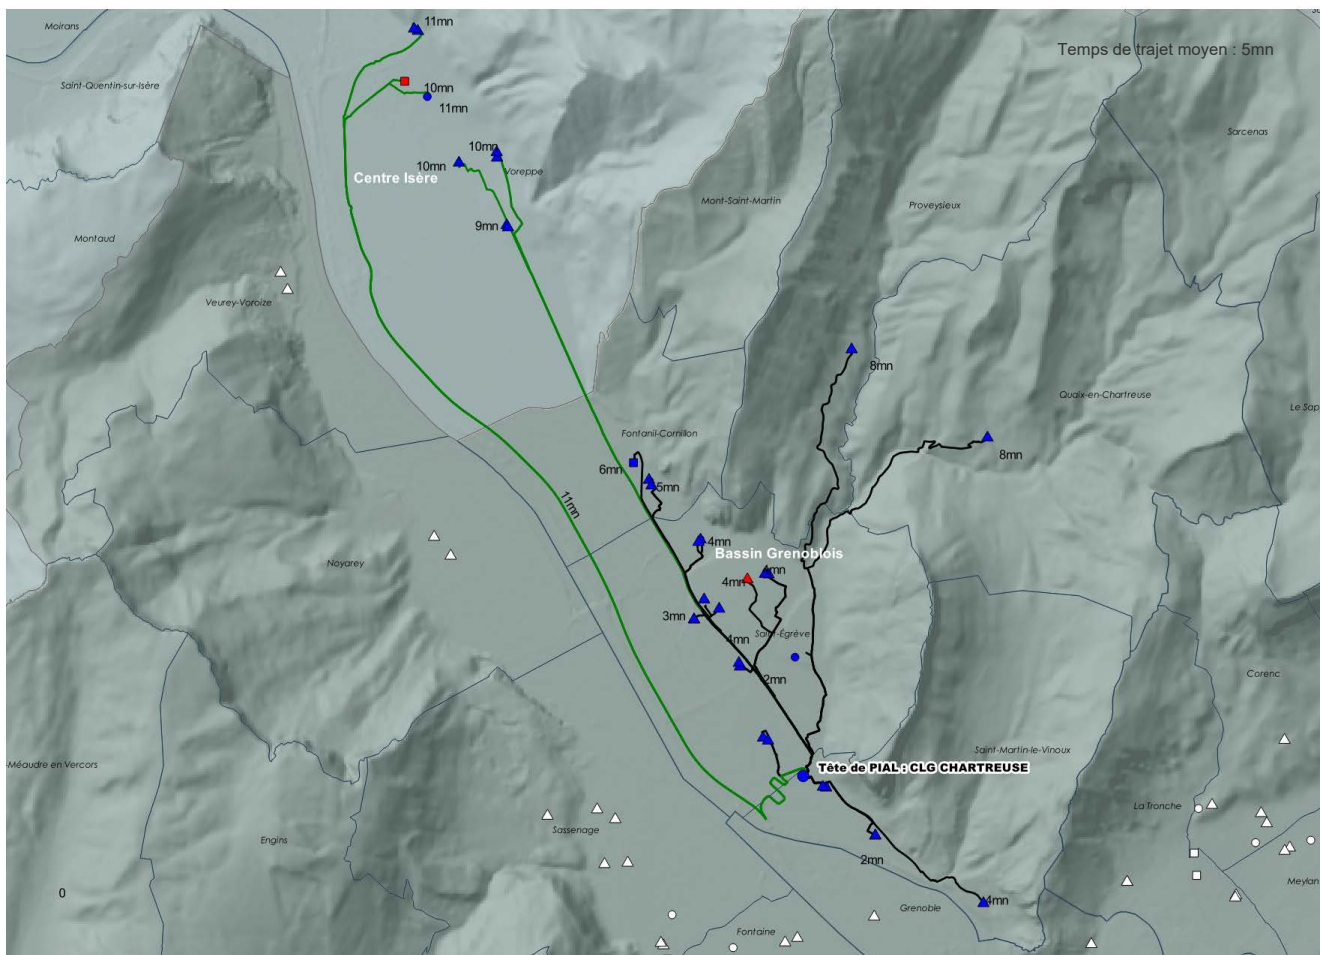 Moirans
11mn
Temps de trajet moyen : 5mn
Saint-Quentin-sur-Isère
10mn
11mn
Sarcenas
10mn
10mn
Voreppe
Centre Isère
Mont-Saint-Martin
Proveysieux
9mn
Montaud
Veurey-Voroize
8mn
Quaix-en-Chartreuse
Le Sap
Fontanil-Cornillon
8mn
6mn
5mn
11mn
4mn
Bassin Grenoblois
Noyarey
4mn
4mn
3mn
4mn
Saint-Égrève
Corenc
2mn
Saint-Martin-le-Vinoux
-Méaudre en Vercors
Tête de PIAL : CLG CHARTREUSE
La Tronche
Sassenage
Engins
2mn
Meylan
0
4mn
Grenoble
Fontaine